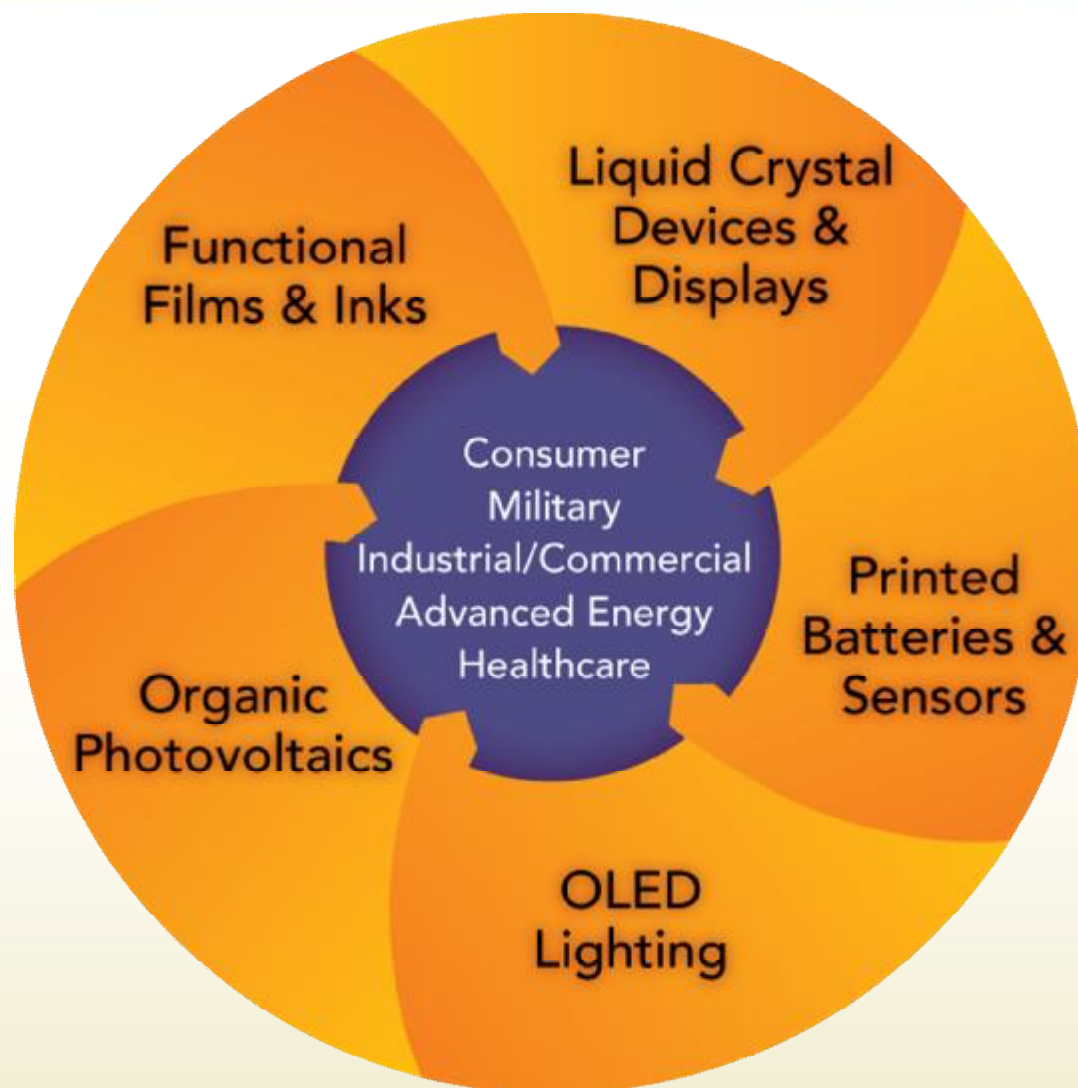 Liquid Crystal
Devices &
Displays
Functional
Films & Inks
Consumer
Military
Industrial/Commercial
Advanced Energy
Healthcare
Printed
Batteries &
Sensors
Organic
Photovoltaics
OLED
Lighting